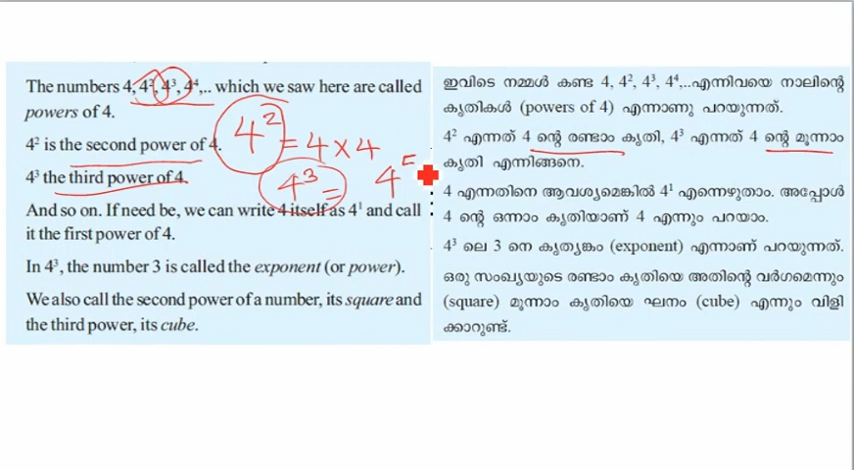 The numbers 4, 4², 4³, 4⁴,.. which we saw here are called
powers of 4.
4² is the second power of 4.
4³ the third power of 4.
And so on. If need be, we can write 4 itself as 4¹ and call
it the first power of 4.
In 4³, the number 3 is called the exponent (or power).
We also call the second power of a number, its square and
the third power, its cube.
4² = 4 × 4
4³ =
4
ഇവിടെ നമ്മൾ കണ്ട 4, 4², 4³, 4⁴,..എന്നിവയെ നാലിന്റെ
കൃതികൾ (powers of 4) എന്നാണു പറയുന്നത്.
4² എന്നത് 4 ന്റെ രണ്ടാം കൃതി, 4³ എന്നത് 4 ന്റെ മൂന്നാം
കൃതി എന്നിങ്ങനെ.
4 എന്നതിനെ ആവശ്യമെങ്കിൽ 4¹ എന്നെഴുതാം. അപ്പോൾ
4 ന്റെ ഒന്നാം കൃതിയാണ് 4 എന്നും പറയാം.
4³ ലെ 3 നെ കൃത്യങ്കം (exponent) എന്നാണ് പറയുന്നത്.
ഒരു സംഖ്യയുടെ രണ്ടാം കൃതിയെ അതിന്റെ വർഗമെന്നും
(square) മൂന്നാം കൃതിയെ ഘനം (cube) എന്നും വിളി
ക്കാറുണ്ട്.